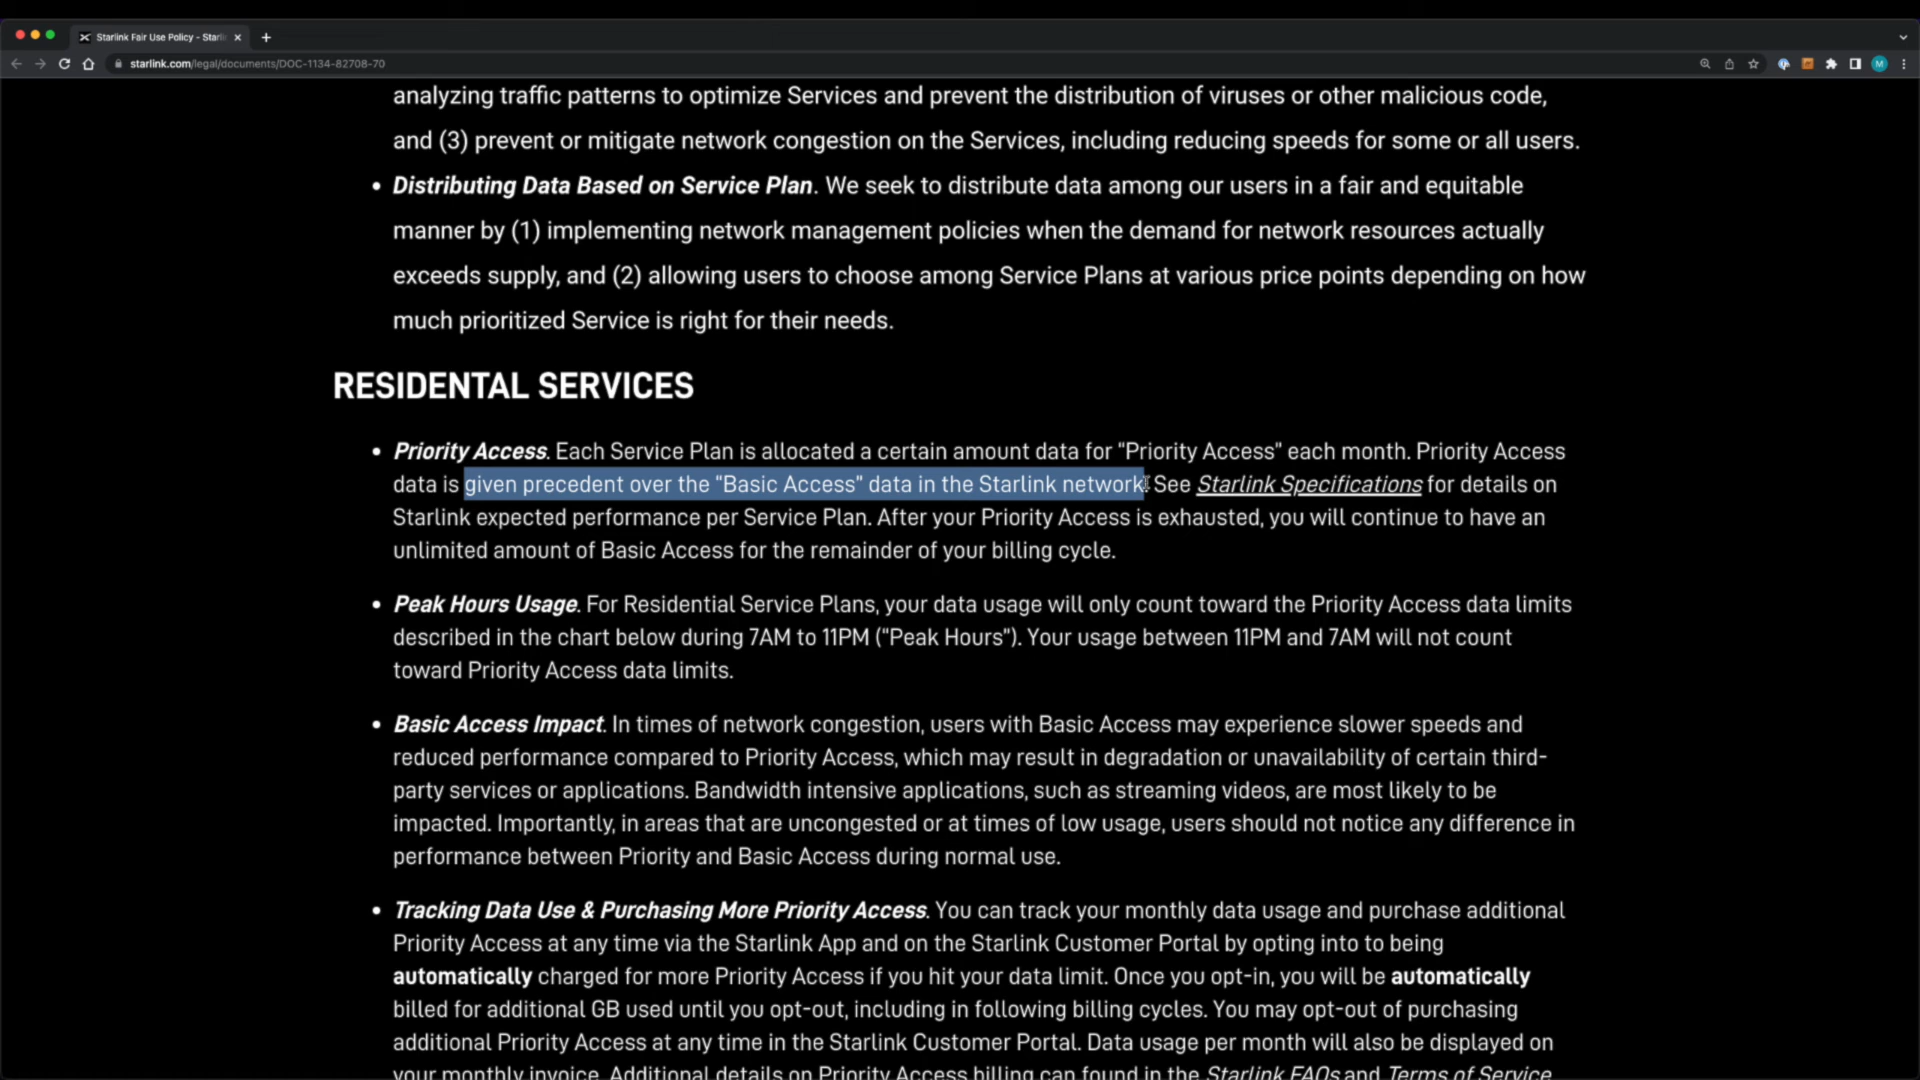 Starlink Fair Use Policy - Starli
starlink.com/legal/documents/DOC-1134-82708-70
M
analyzing traffic patterns to optimize Services and prevent the distribution of viruses or other malicious code,
and (3) prevent or mitigate network congestion on the Services, including reducing speeds for some or all users.
• Distributing Data Based on Service Plan. We seek to distribute data among our users in a fair and equitable
manner by (1) implementing network management policies when the demand for network resources actually
exceeds supply, and (2) allowing users to choose among Service Plans at various price points depending on how
much prioritized Service is right for their needs.
RESIDENTAL SERVICES
• Priority Access. Each Service Plan is allocated a certain amount data for “Priority Access” each month. Priority Access
data is given precedent over the “Basic Access” data in the Starlink network. See Starlink Specifications for details on
Starlink expected performance per Service Plan. After your Priority Access is exhausted, you will continue to have an
unlimited amount of Basic Access for the remainder of your billing cycle.
• Peak Hours Usage. For Residential Service Plans, your data usage will only count toward the Priority Access data limits
described in the chart below during 7AM to 11PM (“Peak Hours”). Your usage between 11PM and 7AM will not count
toward Priority Access data limits.
• Basic Access Impact. In times of network congestion, users with Basic Access may experience slower speeds and
reduced performance compared to Priority Access, which may result in degradation or unavailability of certain third-
party services or applications. Bandwidth intensive applications, such as streaming videos, are most likely to be
impacted. Importantly, in areas that are uncongested or at times of low usage, users should not notice any difference in
performance between Priority and Basic Access during normal use.
• Tracking Data Use & Purchasing More Priority Access. You can track your monthly data usage and purchase additional
Priority Access at any time via the Starlink App and on the Starlink Customer Portal by opting into to being
automatically charged for more Priority Access if you hit your data limit. Once you opt-in, you will be automatically
billed for additional GB used until you opt-out, including in following billing cycles. You may opt-out of purchasing
additional Priority Access at any time in the Starlink Customer Portal. Data usage per month will also be displayed on
your monthly invoice. Additional details on Priority Access billing can found in the Starlink FAQs and Terms of Service